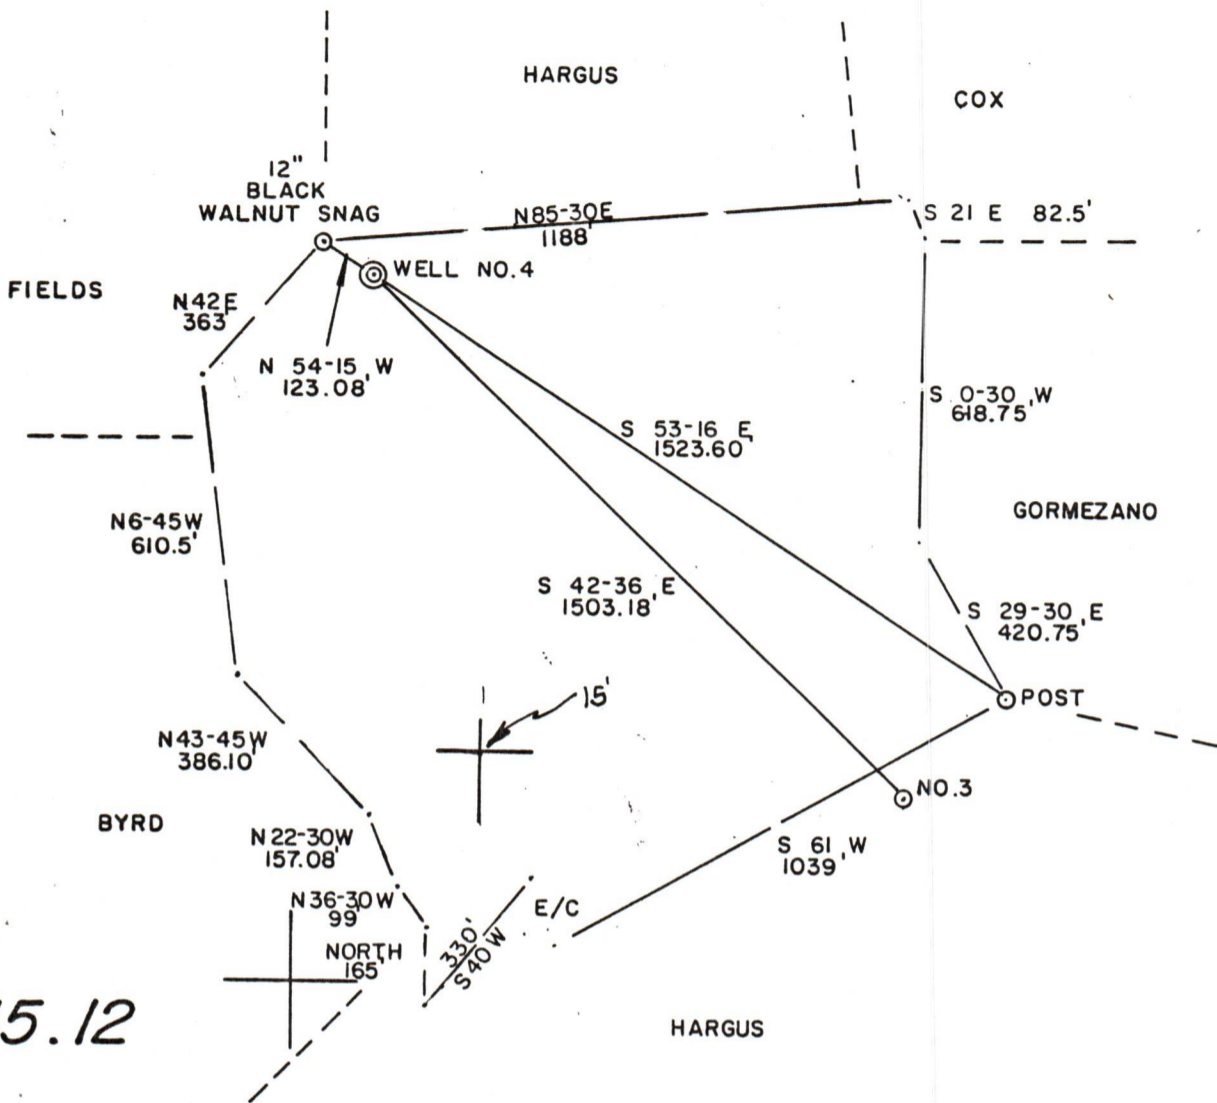 HARGUS
COX
12"
BLACK
WALNUT SNAG
N85-30E
1188'
S 21 E 82.5'
WELL NO.4
FIELDS
N42E
363'
N 54-15 W
123.08'
S 0-30 W
618.75'
S 53-16 E
1523.60'
N6-45W
610.5'
GORMEZANO
S 42-36 E
1503.18'
S 29-30 E
420.75'
15'
POST
N43-45W
386.10'
NO.3
BYRD
N 22-30W
157.08'
S 61 W
1039'
N36-30W
99'
E/C
330'
S40W
NORTH
165'
5.12
HARGUS